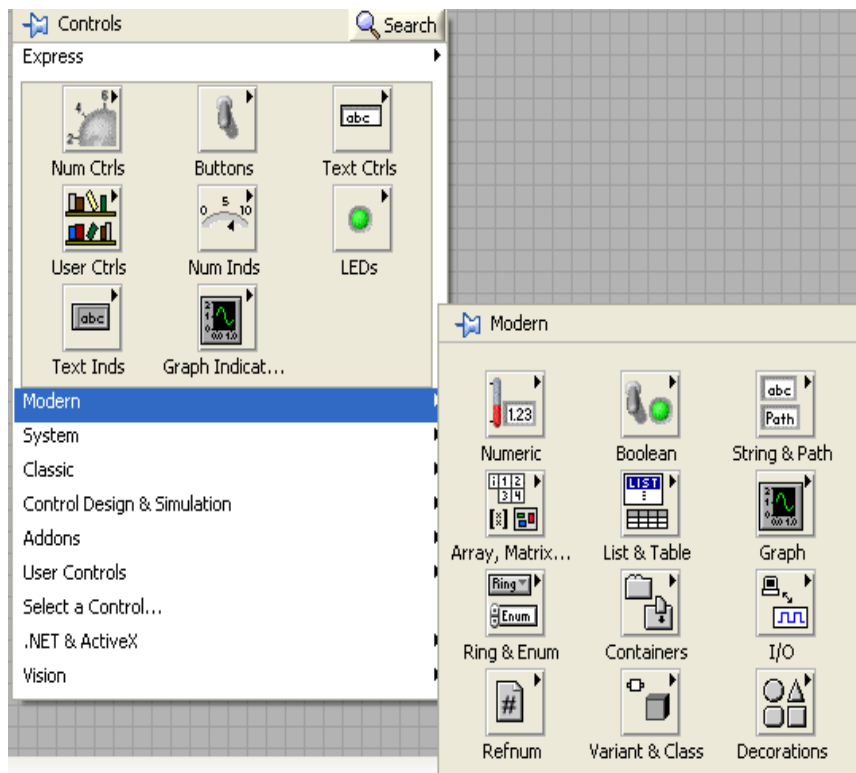 Controls
Search
Express
Num Ctrls
Buttons
Text Ctrls
User Ctrls
Num Inds
LEDs
Text Inds
Graph Indicat...
Modern
System
Classic
Control Design & Simulation
Addons
User Controls
Select a Control...
.NET & ActiveX
Vision
Modern
Numeric
Boolean
String & Path
Array, Matrix...
List & Table
Graph
Ring & Enum
Containers
I/O
Refnum
Variant & Class
Decorations